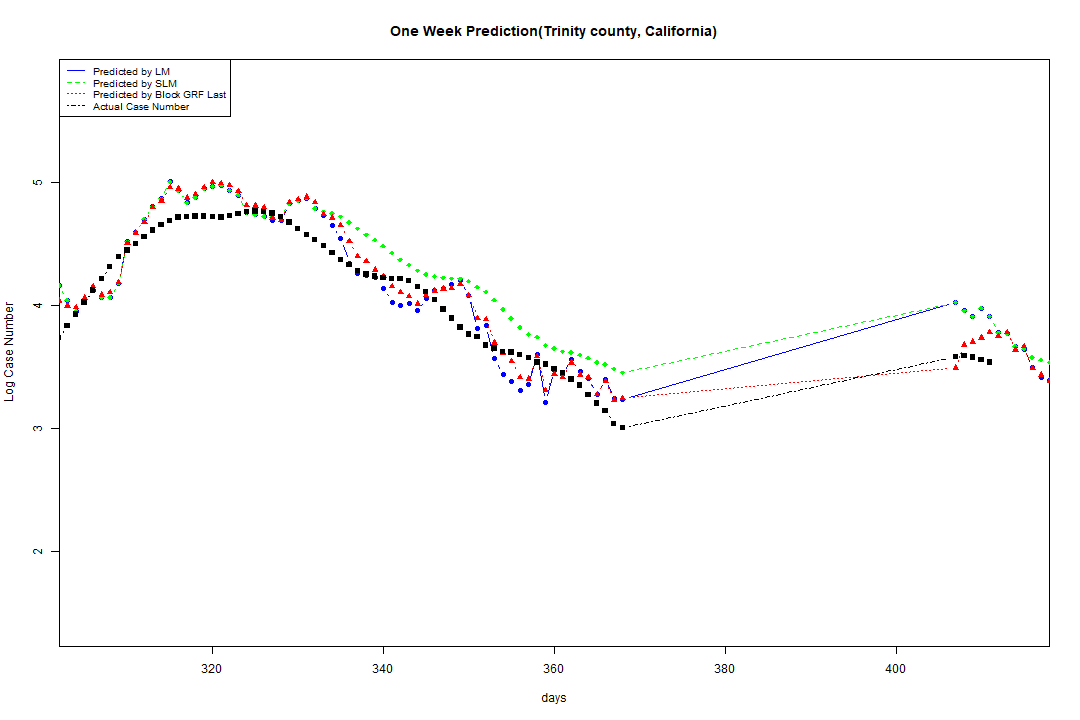 One Week Prediction(Trinity county, California)
Predicted by LM
Predicted by SLM
Predicted by Block GRF Last
Actual Case Number
5
4
3
2
Log Case Number
320 340 360 380 400
days